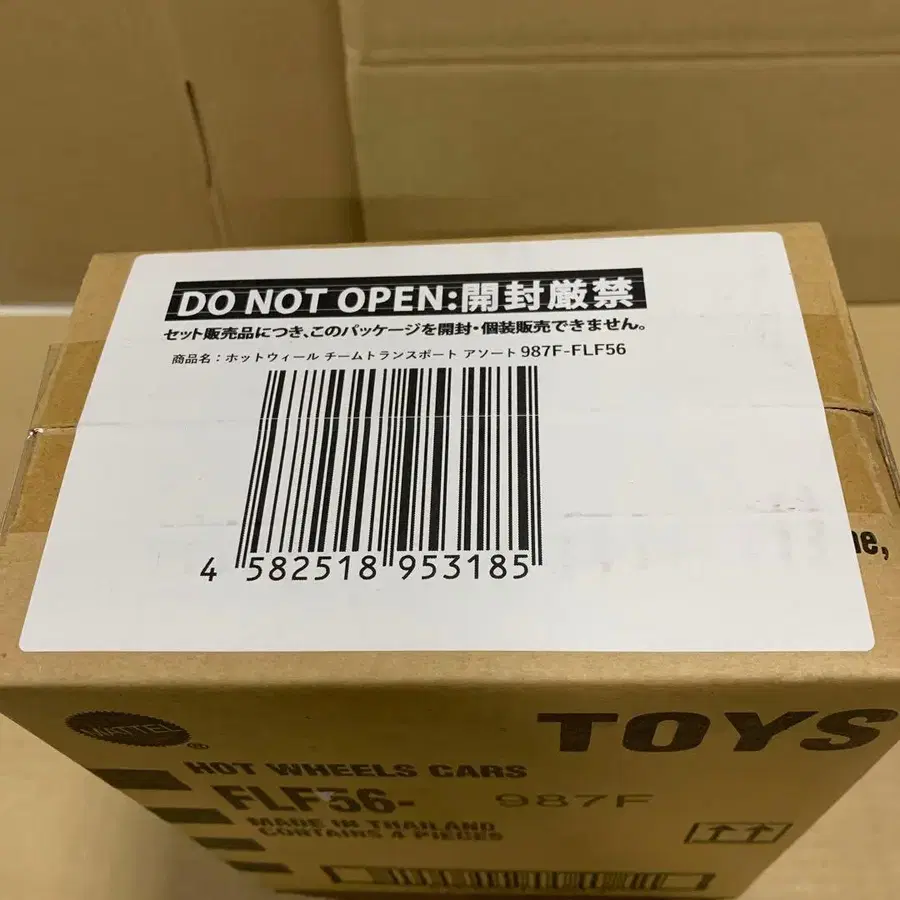 DO NOT OPEN:開封厳禁
セット販売品につき、このパッケージを開封・個装販売できません。
商品名：ホットウィール チームトランスポート アソート 987F-FLF56
4 582518 953185
ne,
MATTEL ®
TOYS
HOT WHEELS CARS
FLF56- 987F
MADE IN THAILAND
CONTAINS 4 PIECES